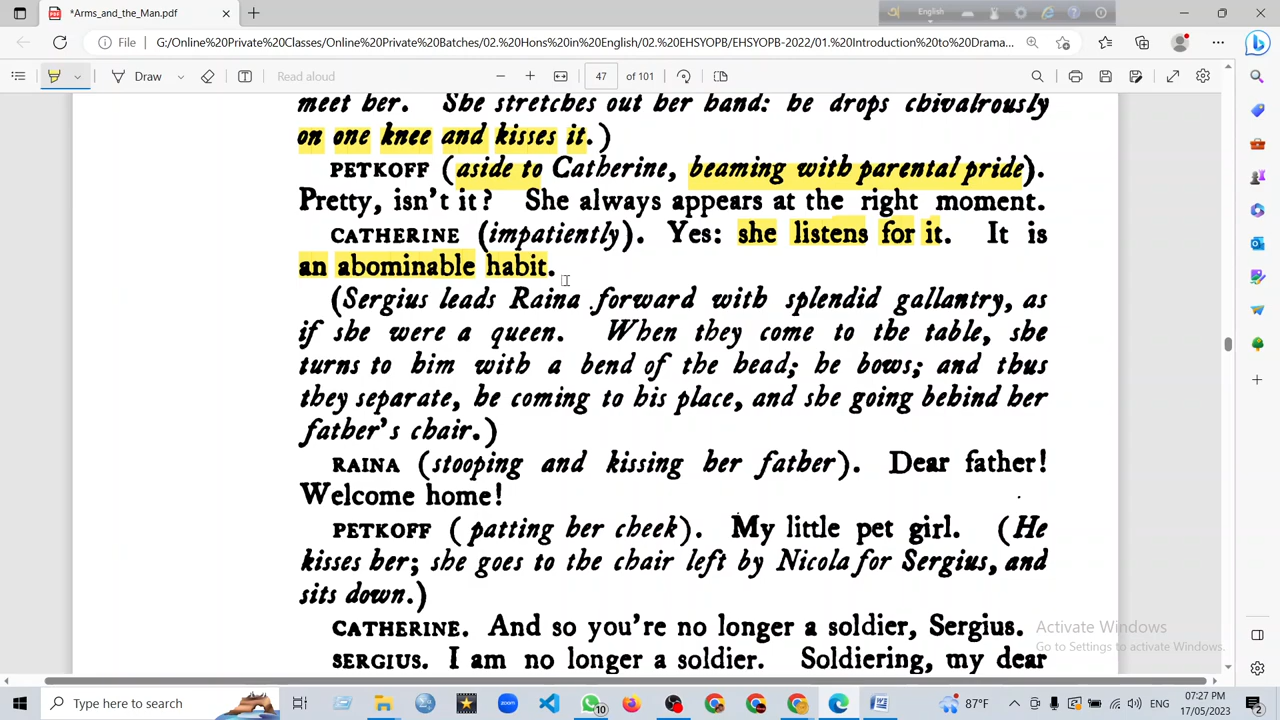 *Arms_and_the_Man.pdf
English
File
G:/Online%20Private%20Classes/Online%20Private%20Batches/02.%20Hons%20in%20English/02.%20EHSYOPB/EHSYOPB-2022/01.%20Introduction%20to%20Drama...
Draw
Read aloud
47 of 101
meet her. She stretches out her hand: he drops chivalrously
on one knee and kisses it.)
PETKOFF (aside to Catherine, beaming with parental pride).
Pretty, isn't it? She always appears at the right moment.
CATHERINE (impatiently). Yes: she listens for it. It is
an abominable habit.
(Sergius leads Raina forward with splendid gallantry, as
if she were a queen. When they come to the table, she
turns to him with a bend of the head; he bows; and thus
they separate, he coming to his place, and she going behind her
father's chair.)
RAINA (stooping and kissing her father). Dear father!
Welcome home!
PETKOFF (patting her cheek). My little pet girl. (He
kisses her; she goes to the chair left by Nicola for Sergius, and
sits down.)
CATHERINE. And so you're no longer a soldier, Sergius.
SERGIUS. I am no longer a soldier. Soldiering, my dear
Activate Windows
Go to Settings to activate Windows.
Type here to search
zoom
10
87°F
ENG
07:27 PM
17/05/2023
2